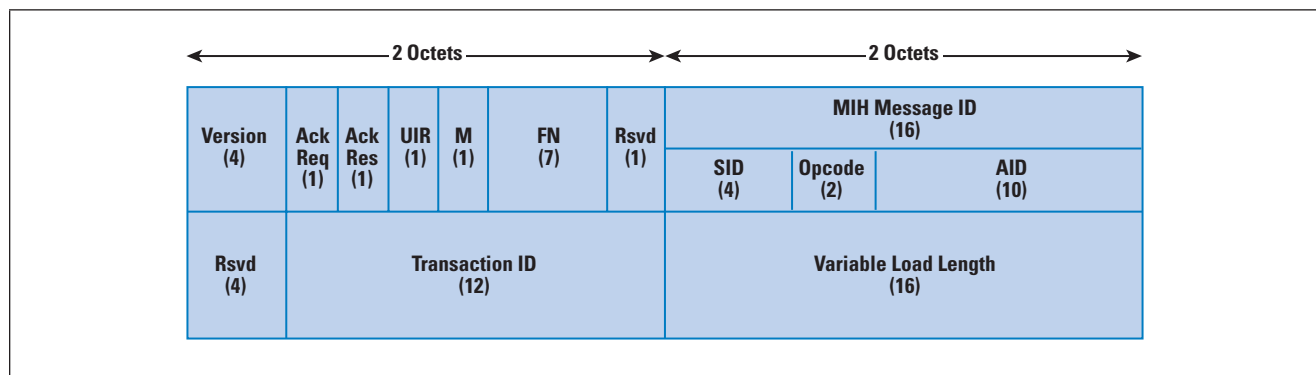 2 Octets
2 Octets
Version
(4)
Ack
Req
(1)
Ack
Res
(1)
UIR
(1)
M
(1)
FN
(7)
Rsvd
(1)
MIH Message ID
(16)
SID
(4)
Opcode
(2)
AID
(10)
Rsvd
(4)
Transaction ID
(12)
Variable Load Length
(16)